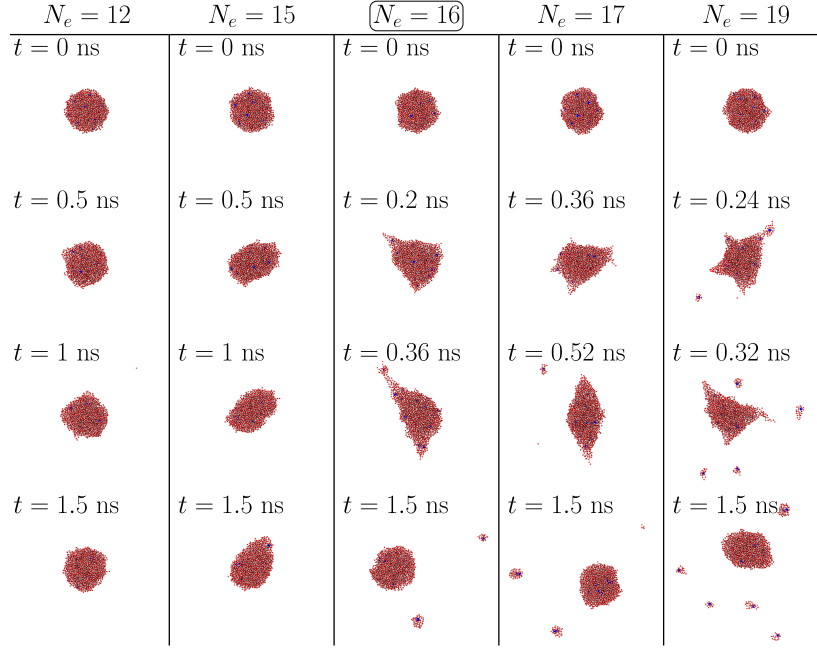 N_e = 12 N_e = 15 N_e = 16 N_e = 17 N_e = 19
t = 0 ns t = 0 ns t = 0 ns t = 0 ns t = 0 ns
t = 0.5 ns t = 0.5 ns t = 0.2 ns t = 0.36 ns t = 0.24 ns
t = 1 ns t = 1 ns t = 0.36 ns t = 0.52 ns t = 0.32 ns
t = 1.5 ns t = 1.5 ns t = 1.5 ns t = 1.5 ns t = 1.5 ns